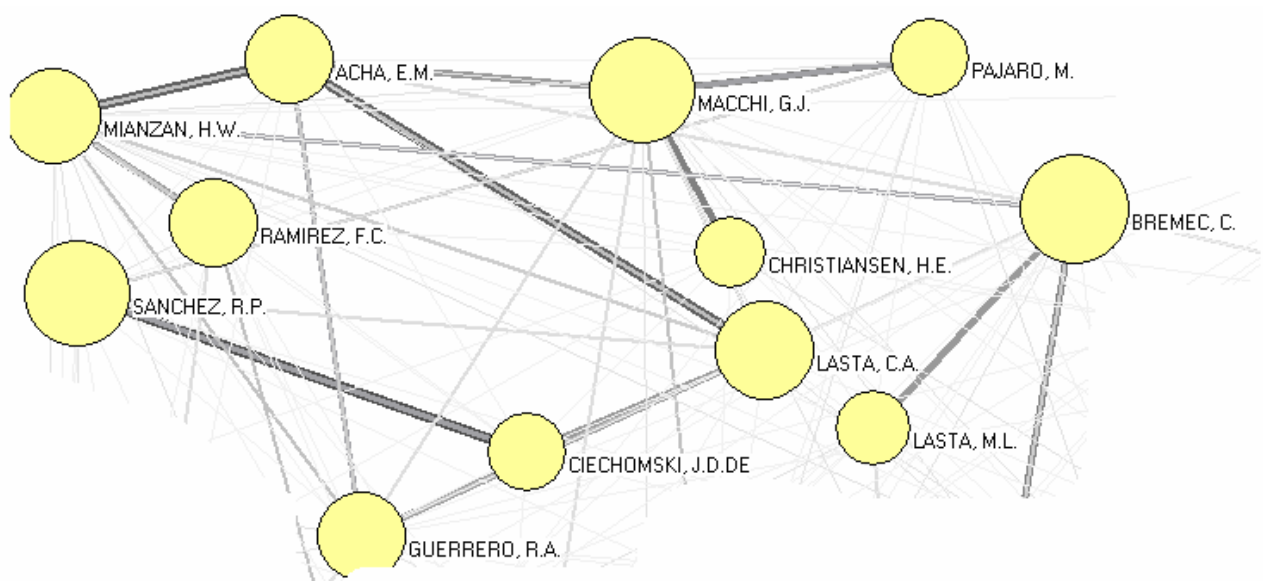 ACHA, E.M.
PAJARO, M.
MACCHI, G.J.
MIANZAN, H.W.
BREMEC, C.
RAMIREZ, F.C.
CHRISTIANSEN, H.E.
SANCHEZ, R.P.
LASTA, C.A.
LASTA, M.L.
CIECHOMSKI, J.D.DE
GUERRERO, R.A.